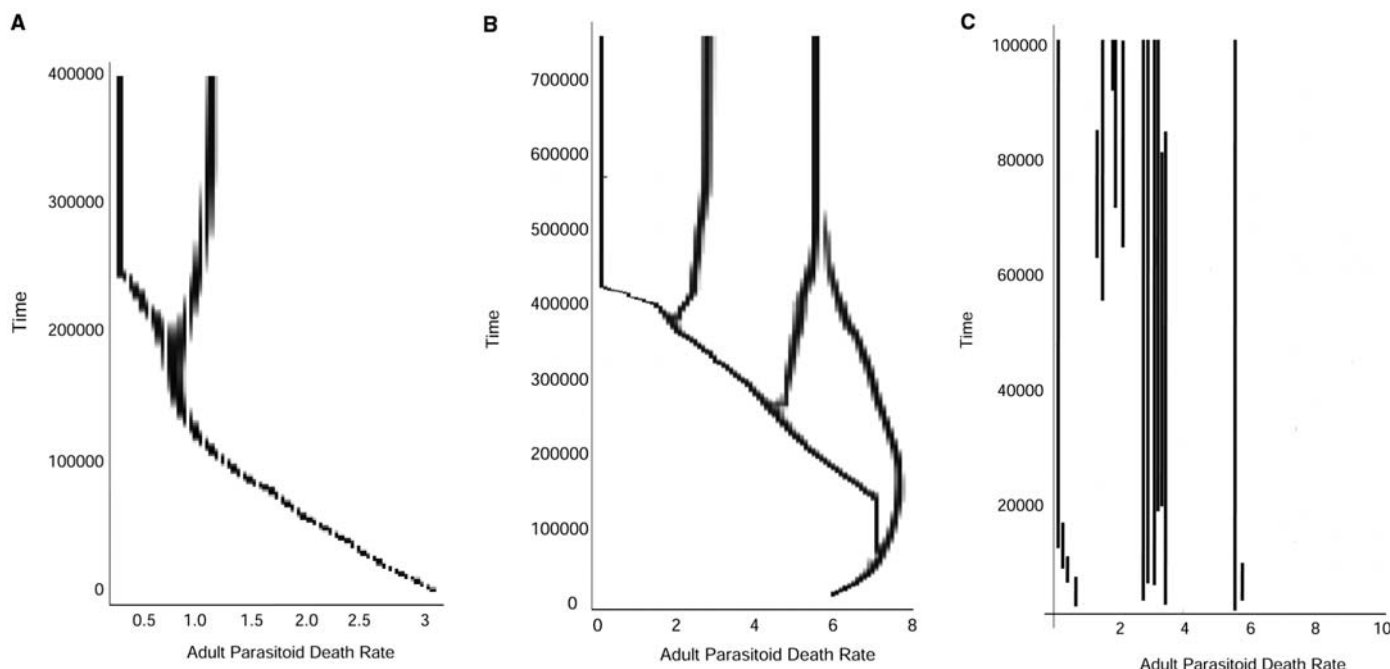 A
400000
300000
200000
100000
0
Time
0.5 1.0 1.5 2.0 2.5 3
Adult Parasitoid Death Rate
B
700000
600000
500000
400000
300000
200000
100000
0
Time
0 2 4 6 8
Adult Parasitoid Death Rate
C
100000
80000
60000
40000
20000
Time
2 4 6 8 10
Adult Parasitoid Death Rate